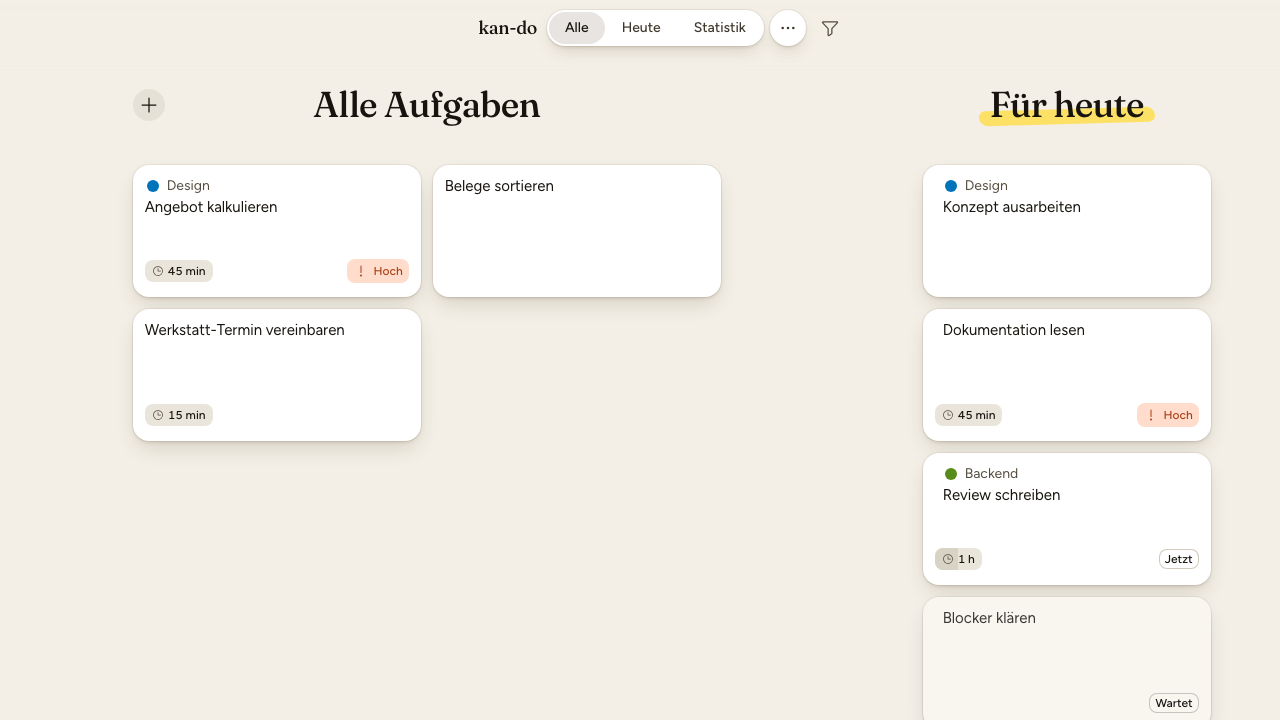 kan-do
Alle
Heute
Statistik
Alle Aufgaben
Design
Angebot kalkulieren
45 min
Hoch
Belege sortieren
Werkstatt-Termin vereinbaren
15 min
Für heute
Design
Konzept ausarbeiten
Dokumentation lesen
45 min
Hoch
Backend
Review schreiben
1 h
Jetzt
Blocker klären
Wartet